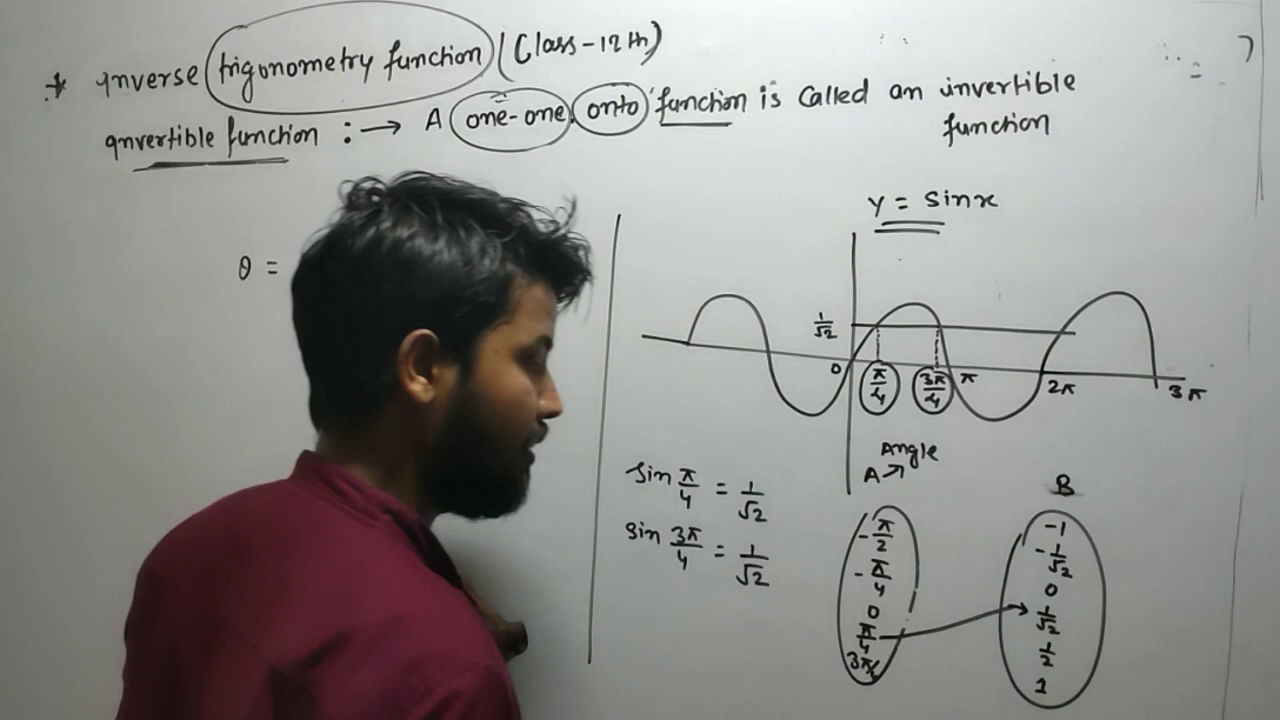 * Inverse trigonometry function (Class-12th)
Invertible function :→ A one-one, onto function is called an invertible
function
θ =
y = sinx
1/√2
0 π/4 3π/4 π 2π 3π
Angle
A→
B
sin π/4 = 1/√2
sin 3π/4 = 1/√2
-π/2
-π/4
0
π/4
3π/4
-1
-1/√2
0
1/√2
1/2
1